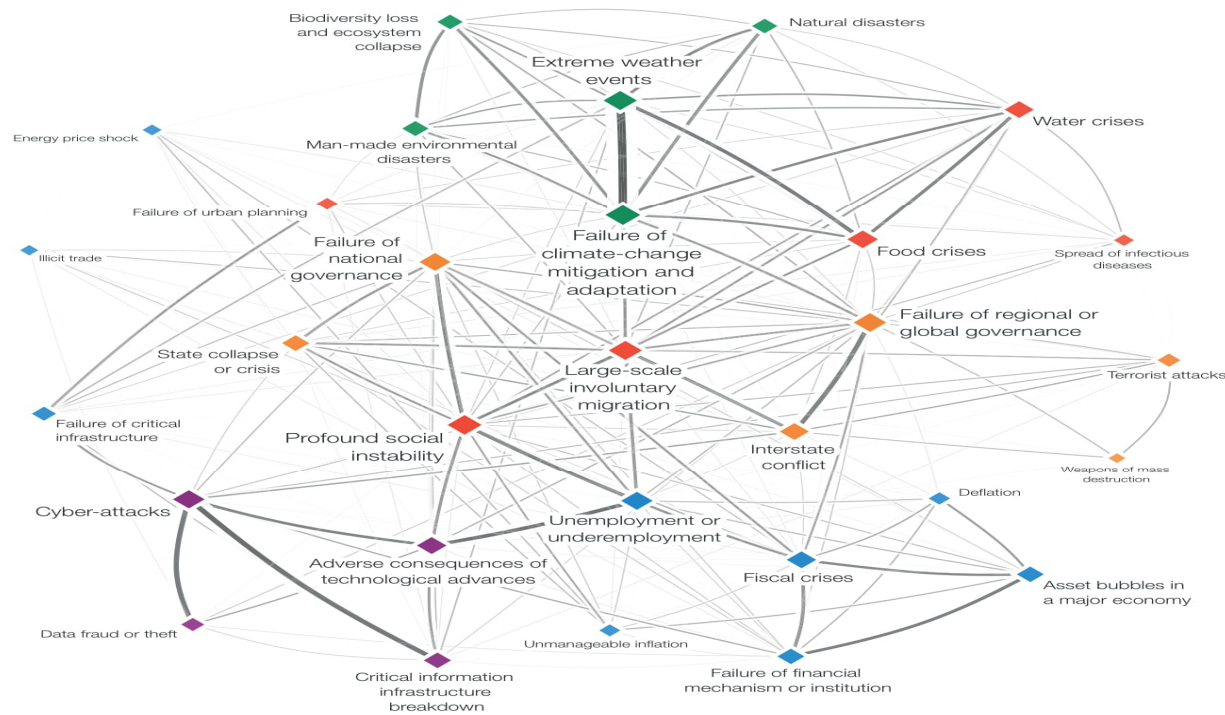 Biodiversity loss
and ecosystem
collapse
Natural disasters
Extreme weather
events
Water crises
Energy price shock
Man-made environmental
disasters
Failure of urban planning
Failure of
national
governance
Failure of
climate-change
mitigation and
adaptation
Food crises
Spread of infectious
diseases
Illicit trade
Failure of regional or
global governance
State collapse
or crisis
Large-scale
involuntary
migration
Terrorist attacks
Failure of critical
infrastructure
Profound social
instability
Interstate
conflict
Weapons of mass
destruction
Cyber-attacks
Unemployment or
underemployment
Deflation
Adverse consequences of
technological advances
Fiscal crises
Asset bubbles in
a major economy
Data fraud or theft
Unmanageable inflation
Critical information
infrastructure
breakdown
Failure of financial
mechanism or institution